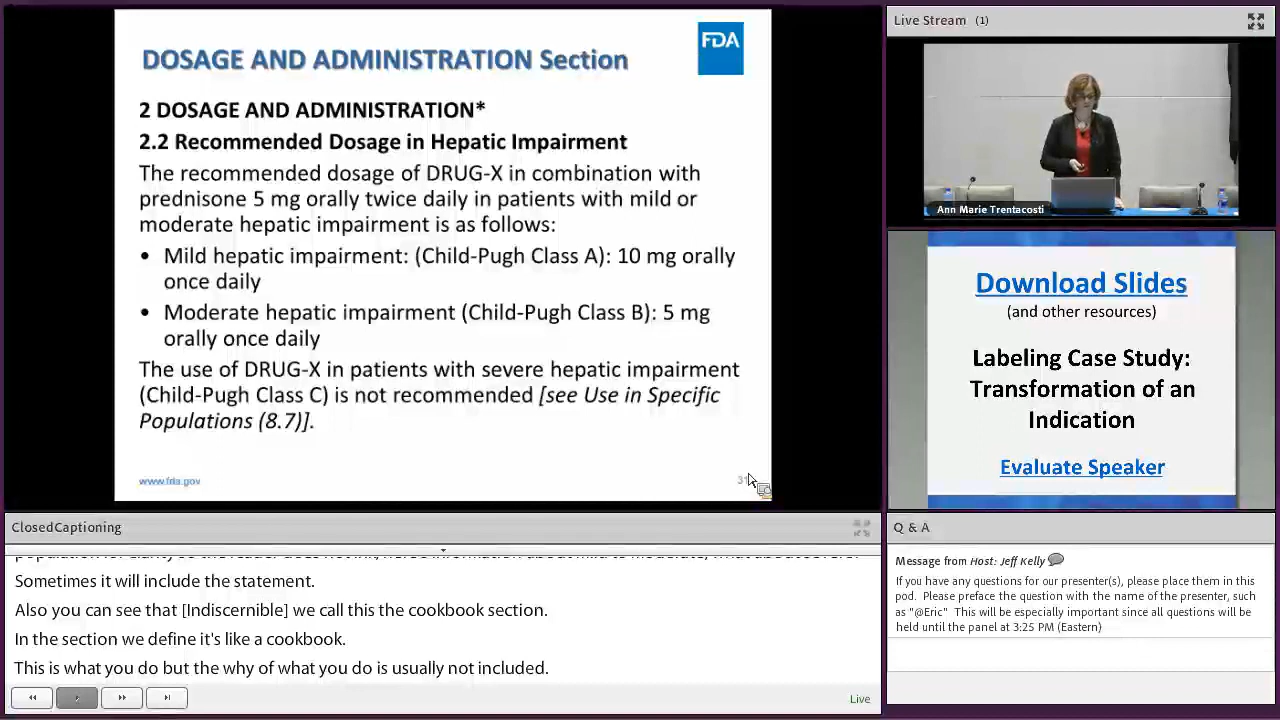 DOSAGE AND ADMINISTRATION Section
FDA
2 DOSAGE AND ADMINISTRATION*
2.2 Recommended Dosage in Hepatic Impairment
The recommended dosage of DRUG-X in combination with
prednisone 5 mg orally twice daily in patients with mild or
moderate hepatic impairment is as follows:
• Mild hepatic impairment: (Child-Pugh Class A): 10 mg orally
once daily
• Moderate hepatic impairment (Child-Pugh Class B): 5 mg
orally once daily
The use of DRUG-X in patients with severe hepatic impairment
(Child-Pugh Class C) is not recommended [see Use in Specific
Populations (8.7)].
www.fda.gov
Live Stream (1)
Ann Marie Trentacosti
Download Slides
(and other resources)
Labeling Case Study:
Transformation of an
Indication
Evaluate Speaker
ClosedCaptioning
Sometimes it will include the statement.
Also you can see that [Indiscernible] we call this the cookbook section.
In the section we define it's like a cookbook.
This is what you do but the why of what you do is usually not included.
Live
Q & A
Message from Host: Jeff Kelly
If you have any questions for our presenter(s), please place them in this
pod. Please preface the question with the name of the presenter, such
as "@Eric" This will be especially important since all questions will be
held until the panel at 3:25 PM (Eastern)